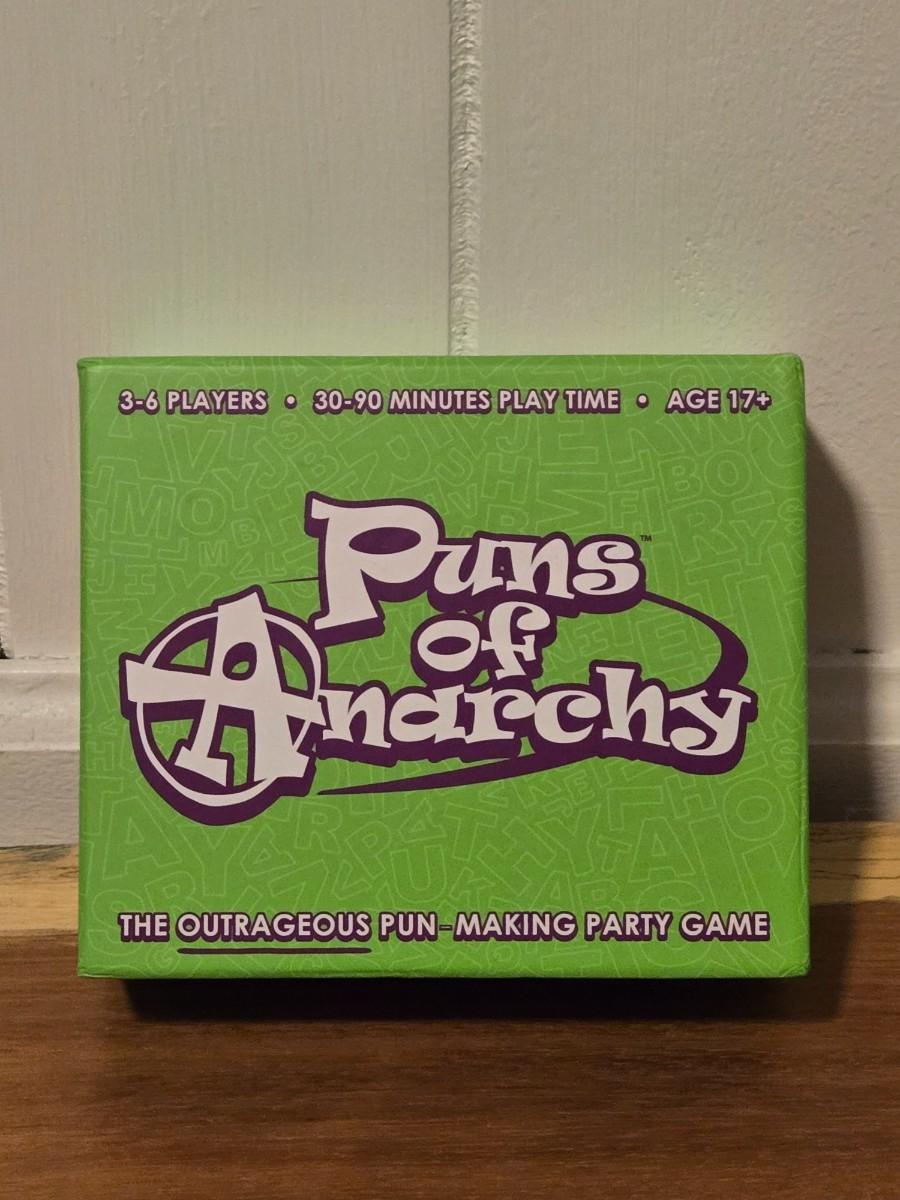 3-6 PLAYERS • 30-90 MINUTES PLAY TIME • AGE 17+
Puns™
of
Anarchy
THE OUTRAGEOUS PUN-MAKING PARTY GAME